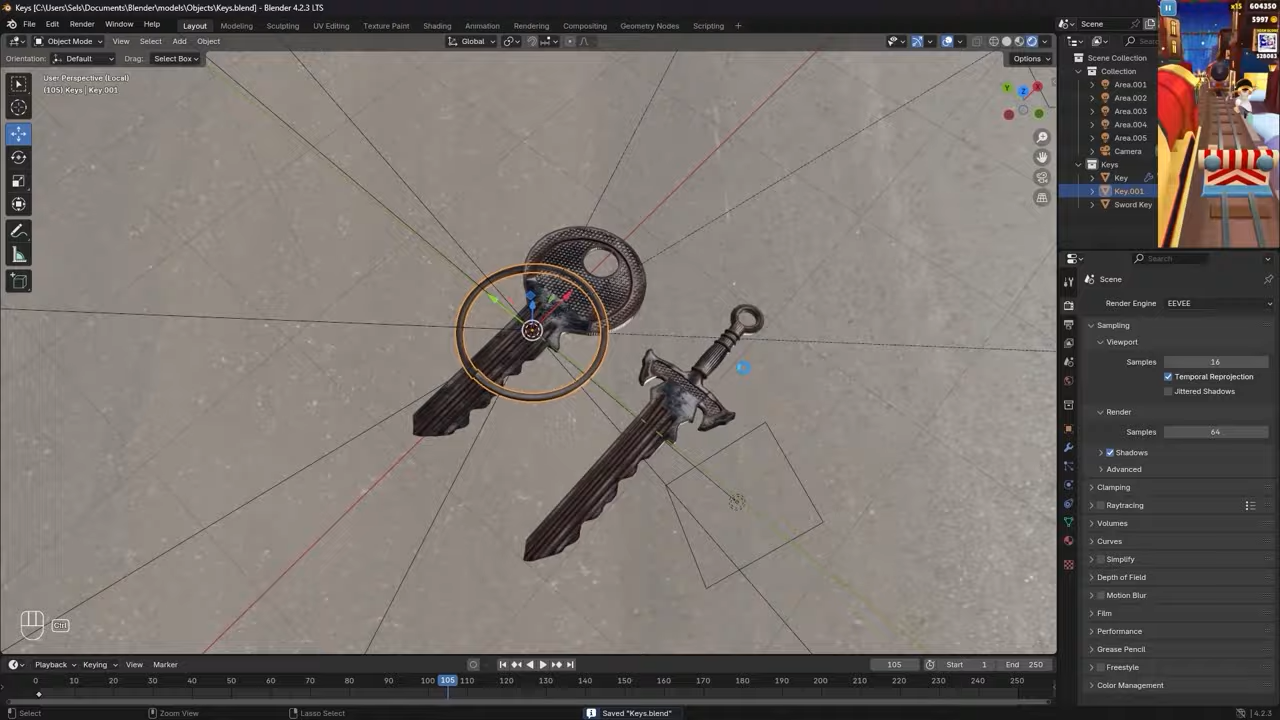 Keys [C:\Users\Sels\Documents\Blender\models\Objects\Keys.blend] - Blender 4.2.3 LTS
File Edit Render Window Help Layout Modeling Sculpting UV Editing Texture Paint Shading Animation Rendering Compositing Geometry Nodes Scripting + Scene
Object Mode View Select Add Object Global
Orientation: Default Drag: Select Box Options
User Perspective (Local)
(105) Keys | Key.001
Y
Z
X
x15 604350
5997
528083
Scene Collection
Collection
Area.001
Area.002
Area.003
Area.004
Area.005
Camera
Keys
Key
Key.001
Sword Key
Search
Scene
Render Engine EEVEE
Sampling
Viewport
Samples 16
Temporal Reprojection
Jittered Shadows
Render
Samples 64
Shadows
Advanced
Clamping
Raytracing
Volumes
Curves
Simplify
Depth of Field
Motion Blur
Film
Performance
Grease Pencil
Freestyle
Color Management
Ctrl
Playback Keying View Marker 105 Start 1 End 250
0 10 20 30 40 50 60 70 80 90 100 105 110 120 130 140 150 160 170 180 190 200 210 220 230 240 250
Select Zoom View Lasso Select Saved "Keys.blend" 4.2.3